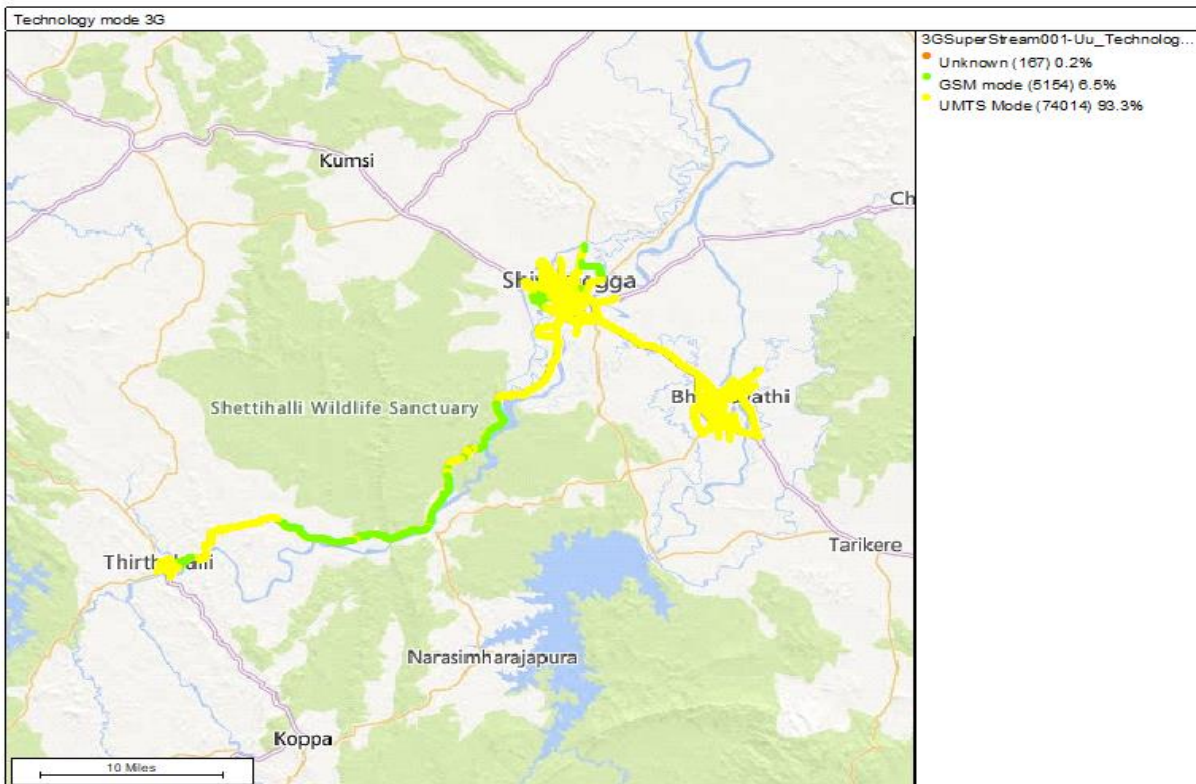 Technology mode 3G
3GSuperStream001-Uu_Technolog...
Unknown (167) 0.2%
GSM mode (5154) 6.5%
UMTS Mode (74014) 93.3%
Kumsi
Ch
Shettihalli Wildlife Sanctuary
Tarikere
Narasimharajapura
Koppa
10 Miles